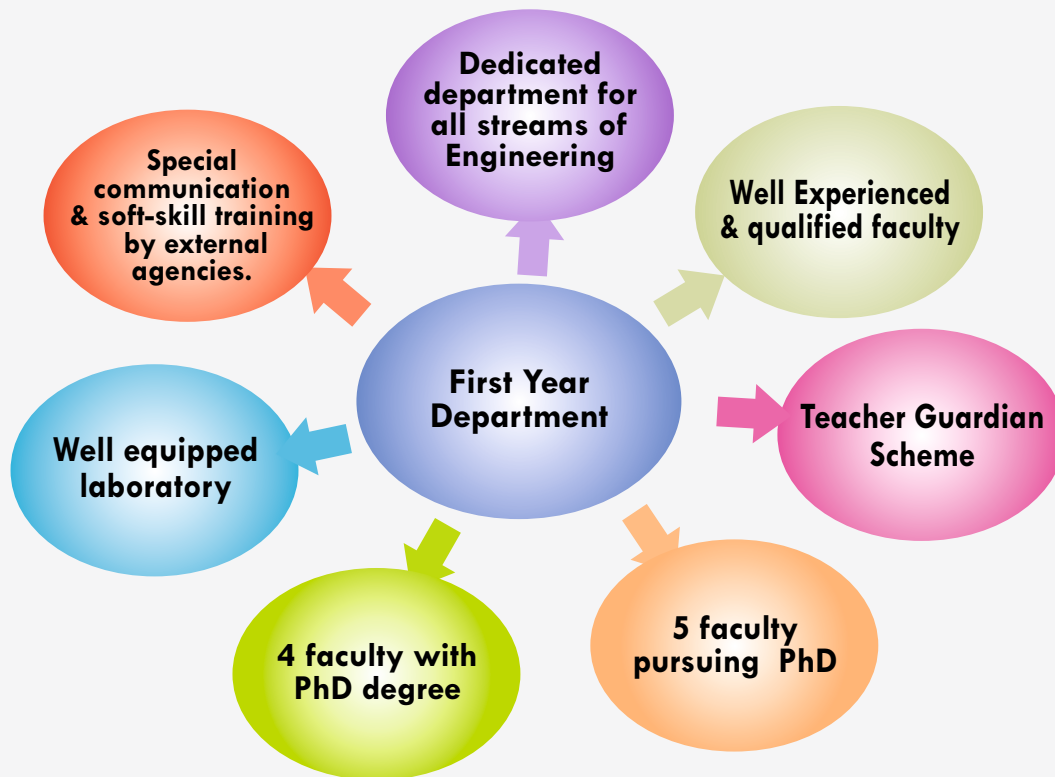 Dedicated
department for
all streams of
Engineering
Special
communication
& soft-skill training
by external
agencies.
Well Experienced
& qualified faculty
First Year
Department
Teacher Guardian
Scheme
Well equipped
laboratory
4 faculty with
PhD degree
5 faculty
pursuing PhD